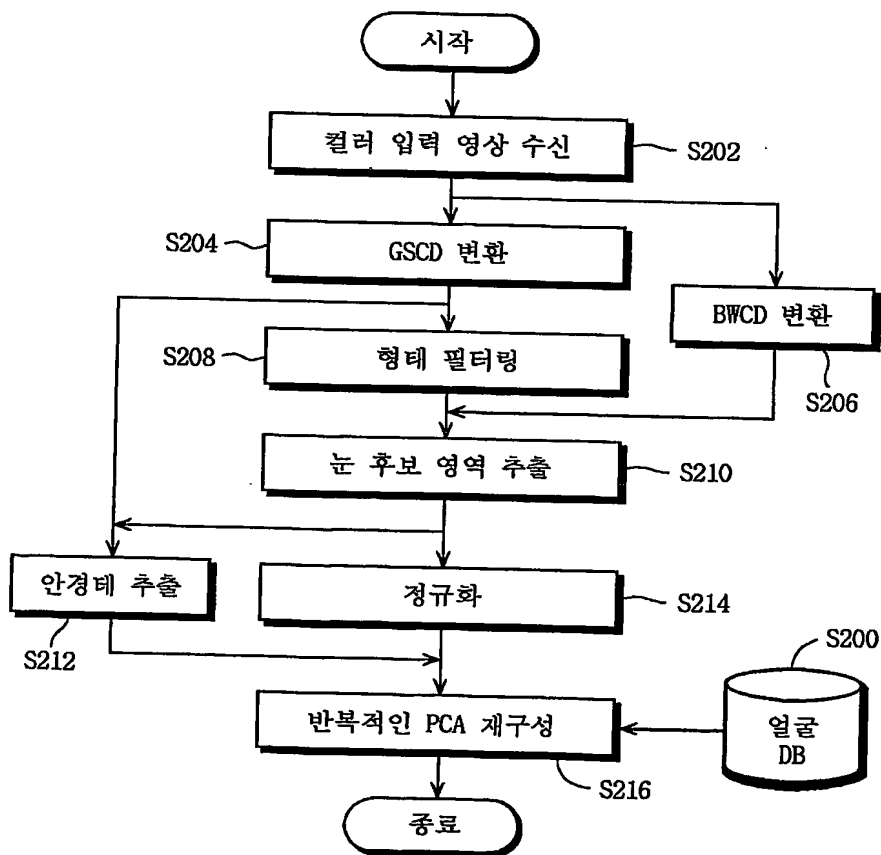 시작
컬러 입력 영상 수신
S202
S204
GSCD 변환
BWCD 변환
S206
S208
형태 필터링
눈 후보 영역 추출
S210
안경테 추출
S212
정규화
S214
S200
얼굴
DB
반복적인 PCA 재구성
S216
종료